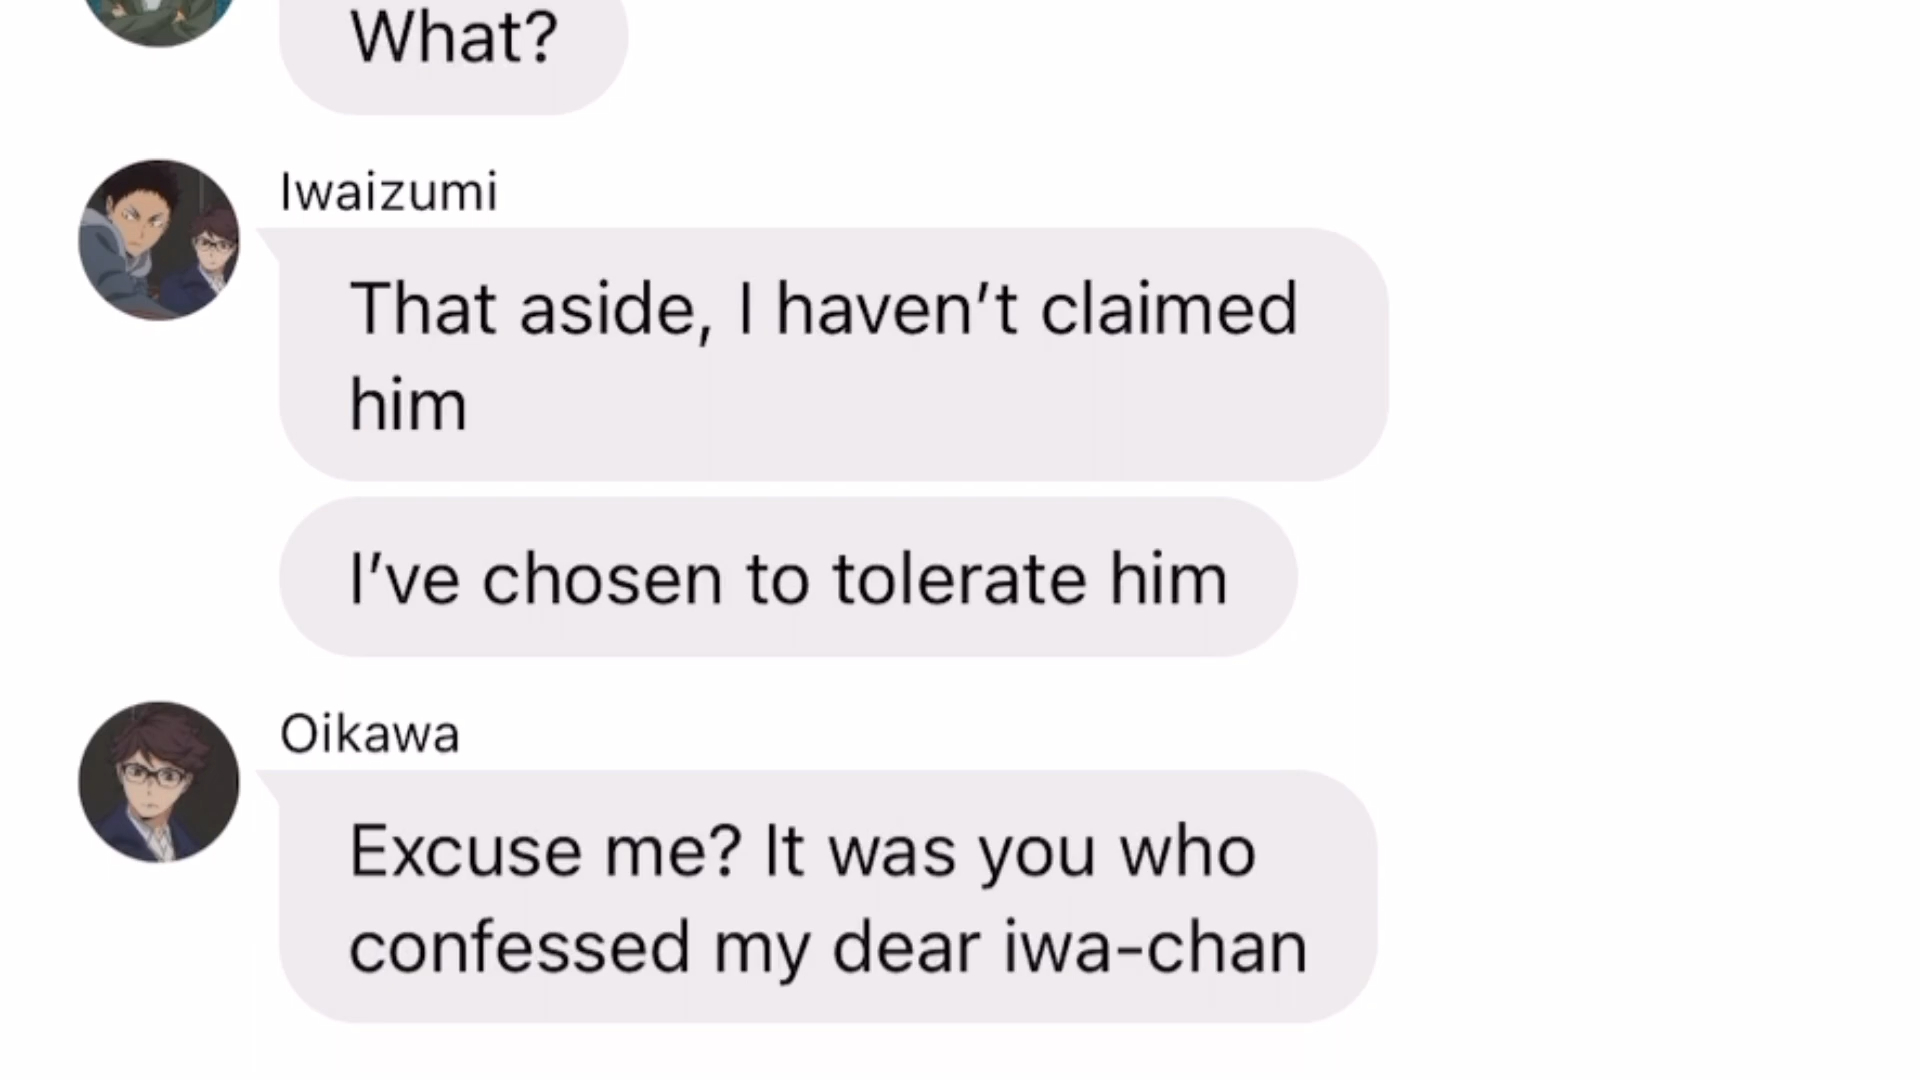 What?
Iwaizumi
That aside, I haven’t claimed
him
I’ve chosen to tolerate him
Oikawa
Excuse me? It was you who
confessed my dear iwa-chan